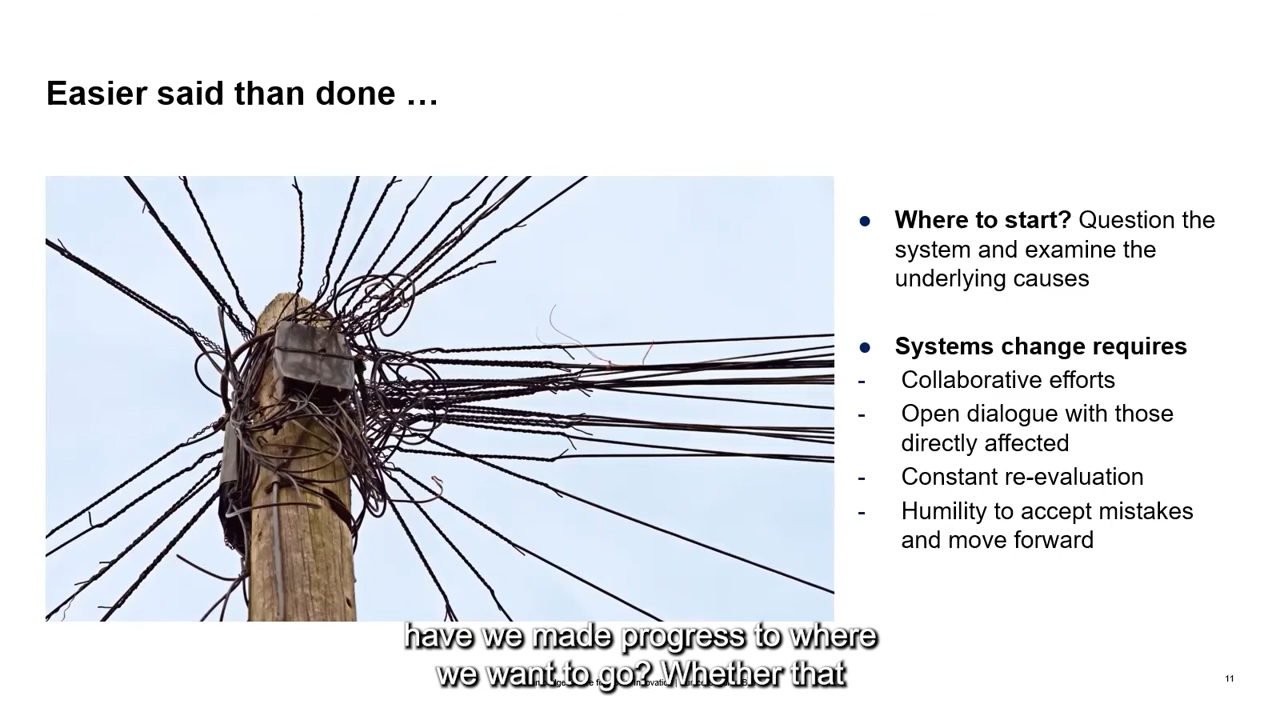 Easier said than done …
● Where to start? Question the
system and examine the
underlying causes
● Systems change requires
- Collaborative efforts
- Open dialogue with those
directly affected
- Constant re-evaluation
- Humility to accept mistakes
and move forward
have we made progress to where
we want to go? Whether that
11